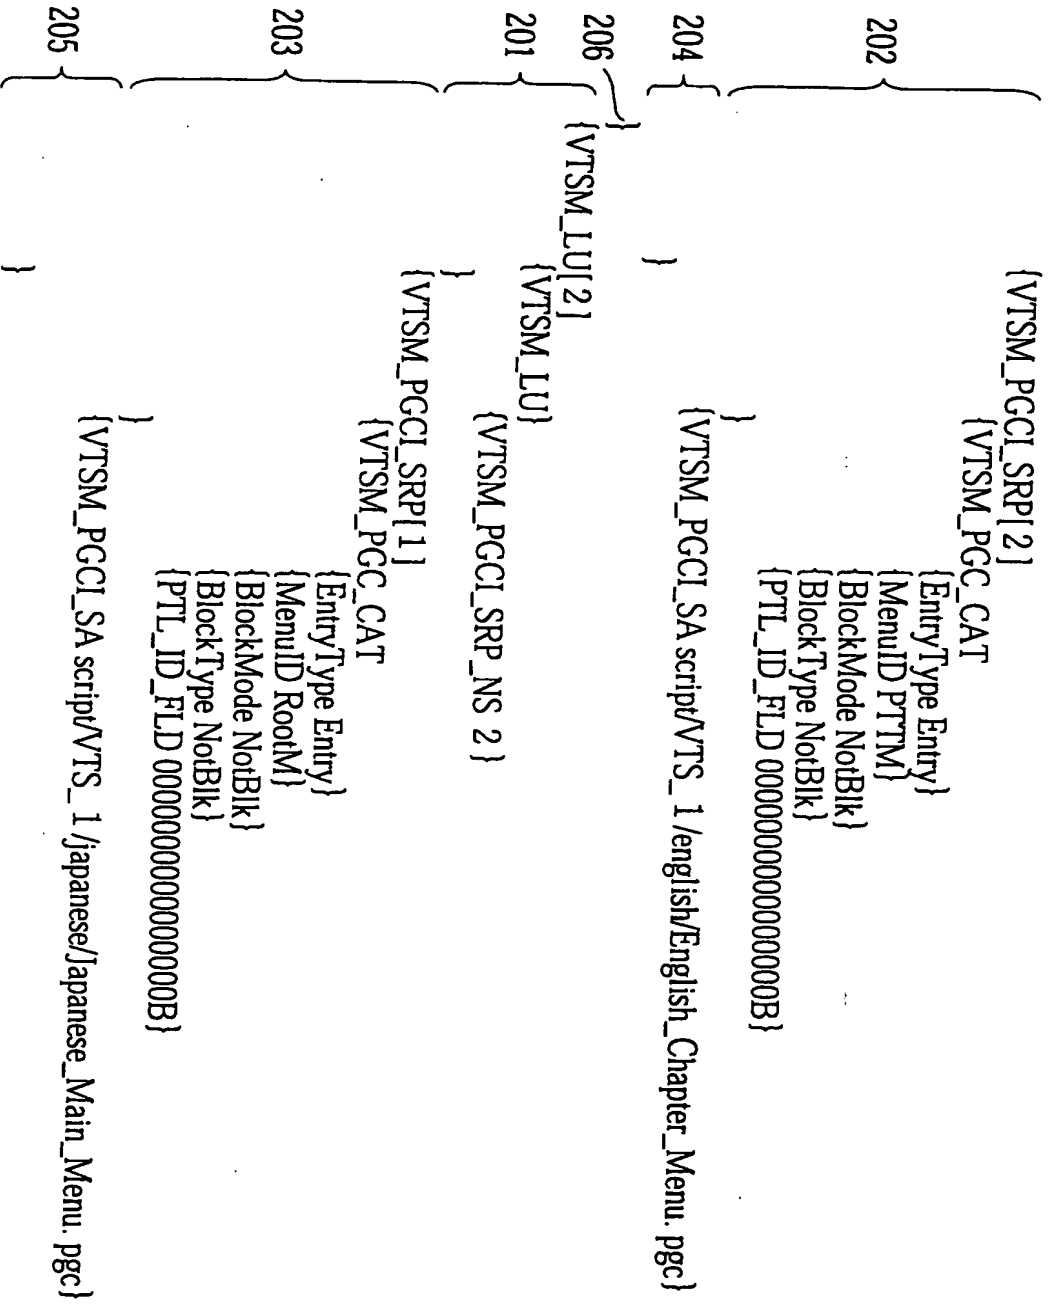 {VTSM_PGCI_SRP[2]
{VTSM_PGC_CAT
{EntryType Entry}
{MenuID PTTM}
{BlockMode NotBlk}
{BlockType NotBlk}
{PTL_ID_FLD 0000000000000000B}
202
}
{VTSM_PGCI_SA script/VTS_1/english/English_Chapter_Menu.pgc}
204
}
}
206
{VTSM_LU[2]
{VTSM_LU}
{VTSM_PGCI_SRP_NS 2}
201
}
{VTSM_PGCI_SRP[1]
{VTSM_PGC_CAT
{EntryType Entry}
{MenuID RootM}
{BlockMode NotBlk}
{BlockType NotBlk}
{PTL_ID_FLD 0000000000000000B}
203
}
{VTSM_PGCI_SA script/VTS_1/japanese/Japanese_Main_Menu.pgc}
205
}